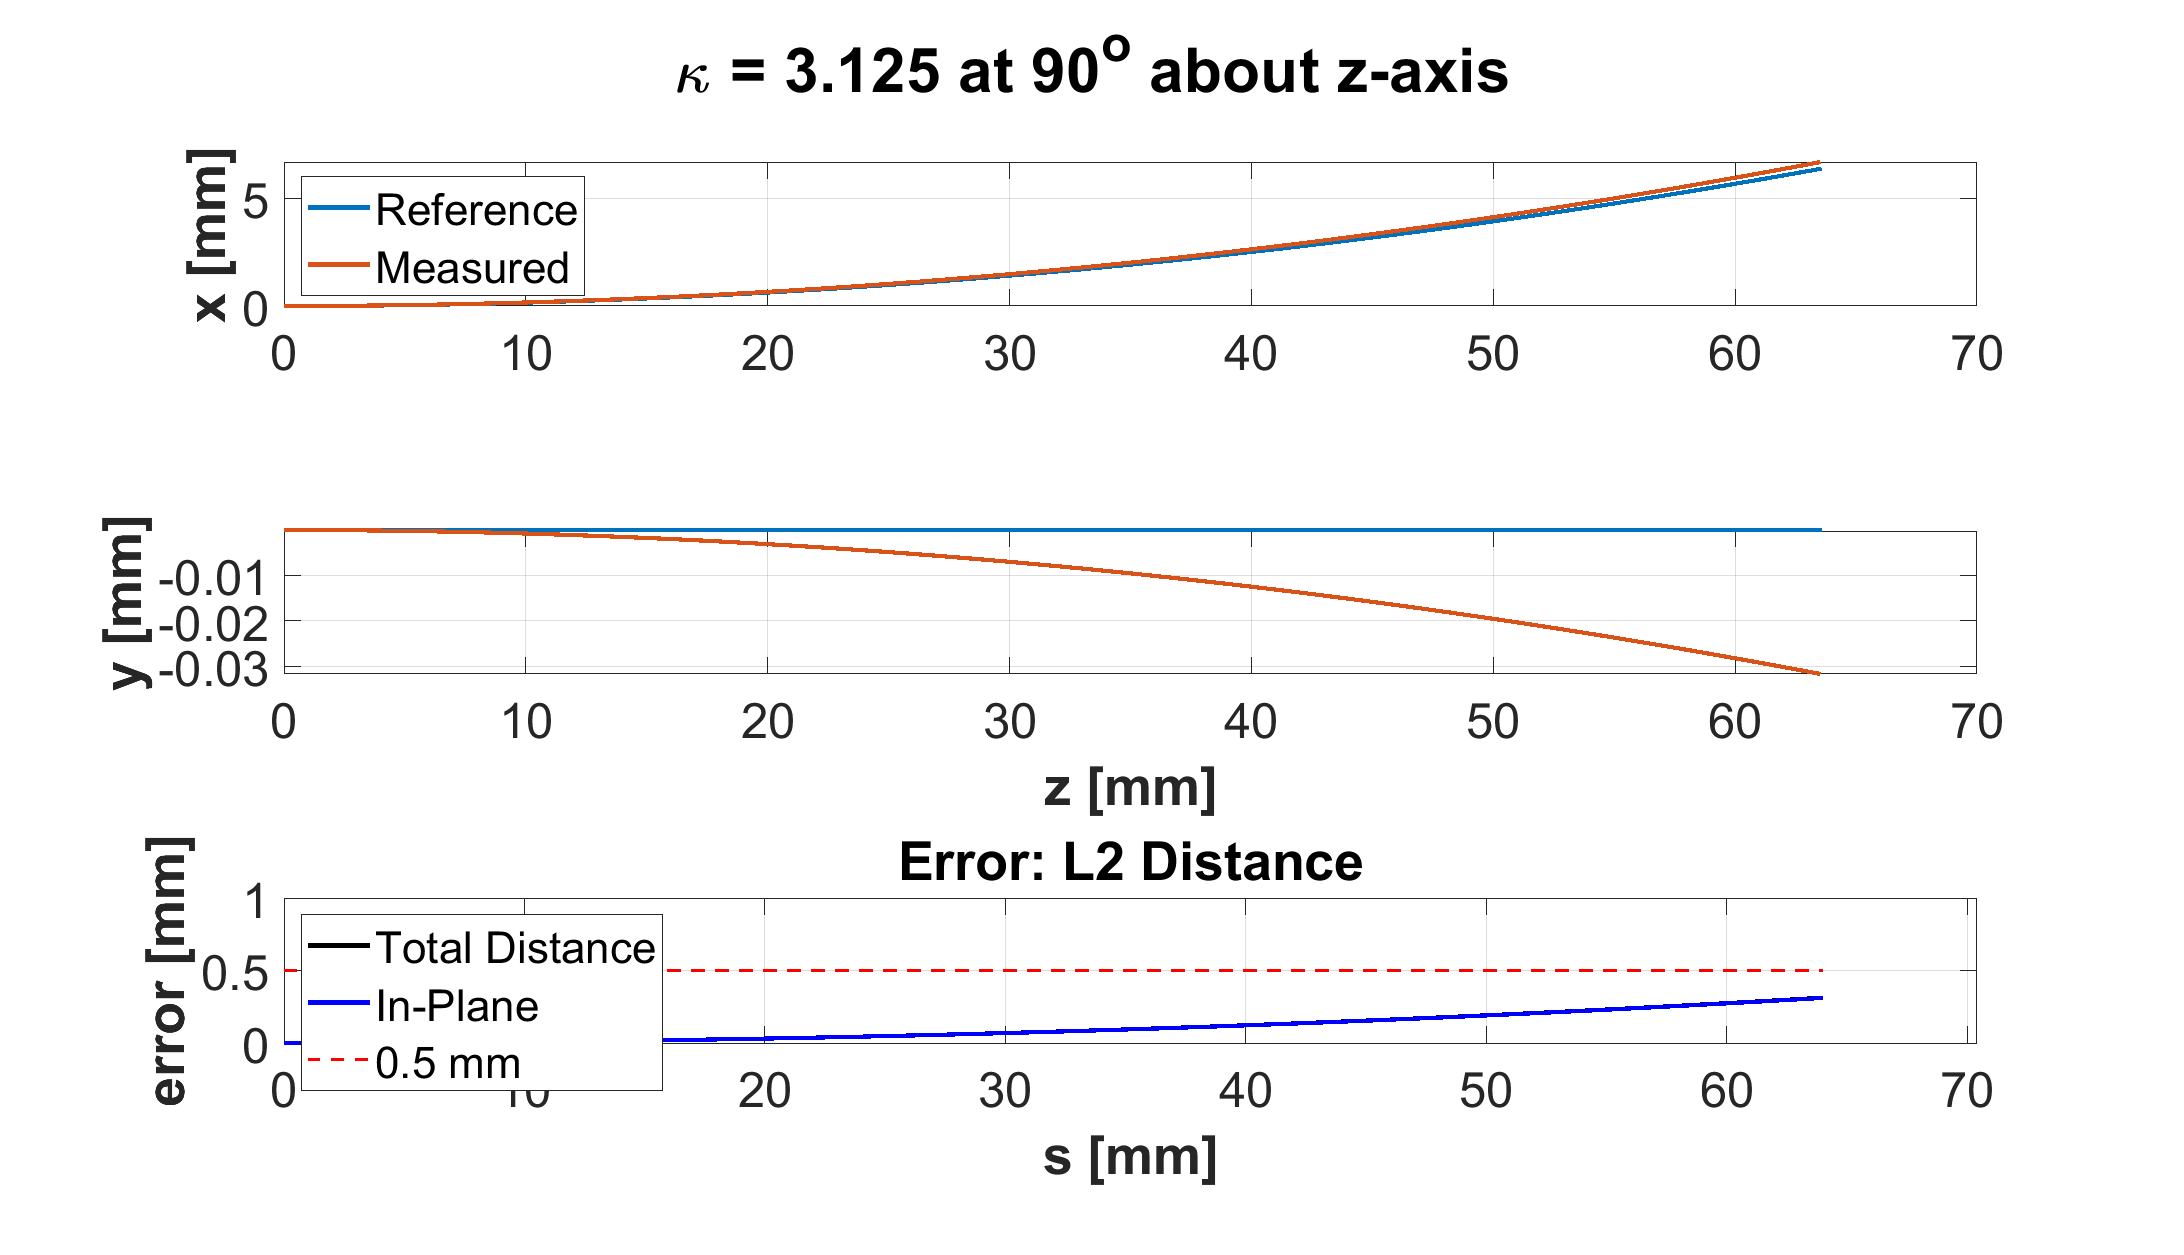 κ = 3.125 at 90° about z-axis
x [mm]
5
0
Reference
Measured
0 10 20 30 40 50 60 70
y [mm]
-0.01
-0.02
-0.03
0 10 20 30 40 50 60 70
z [mm]
Error: L2 Distance
error [mm]
1
0.5
0
Total Distance
In-Plane
0.5 mm
0 10 20 30 40 50 60 70
s [mm]